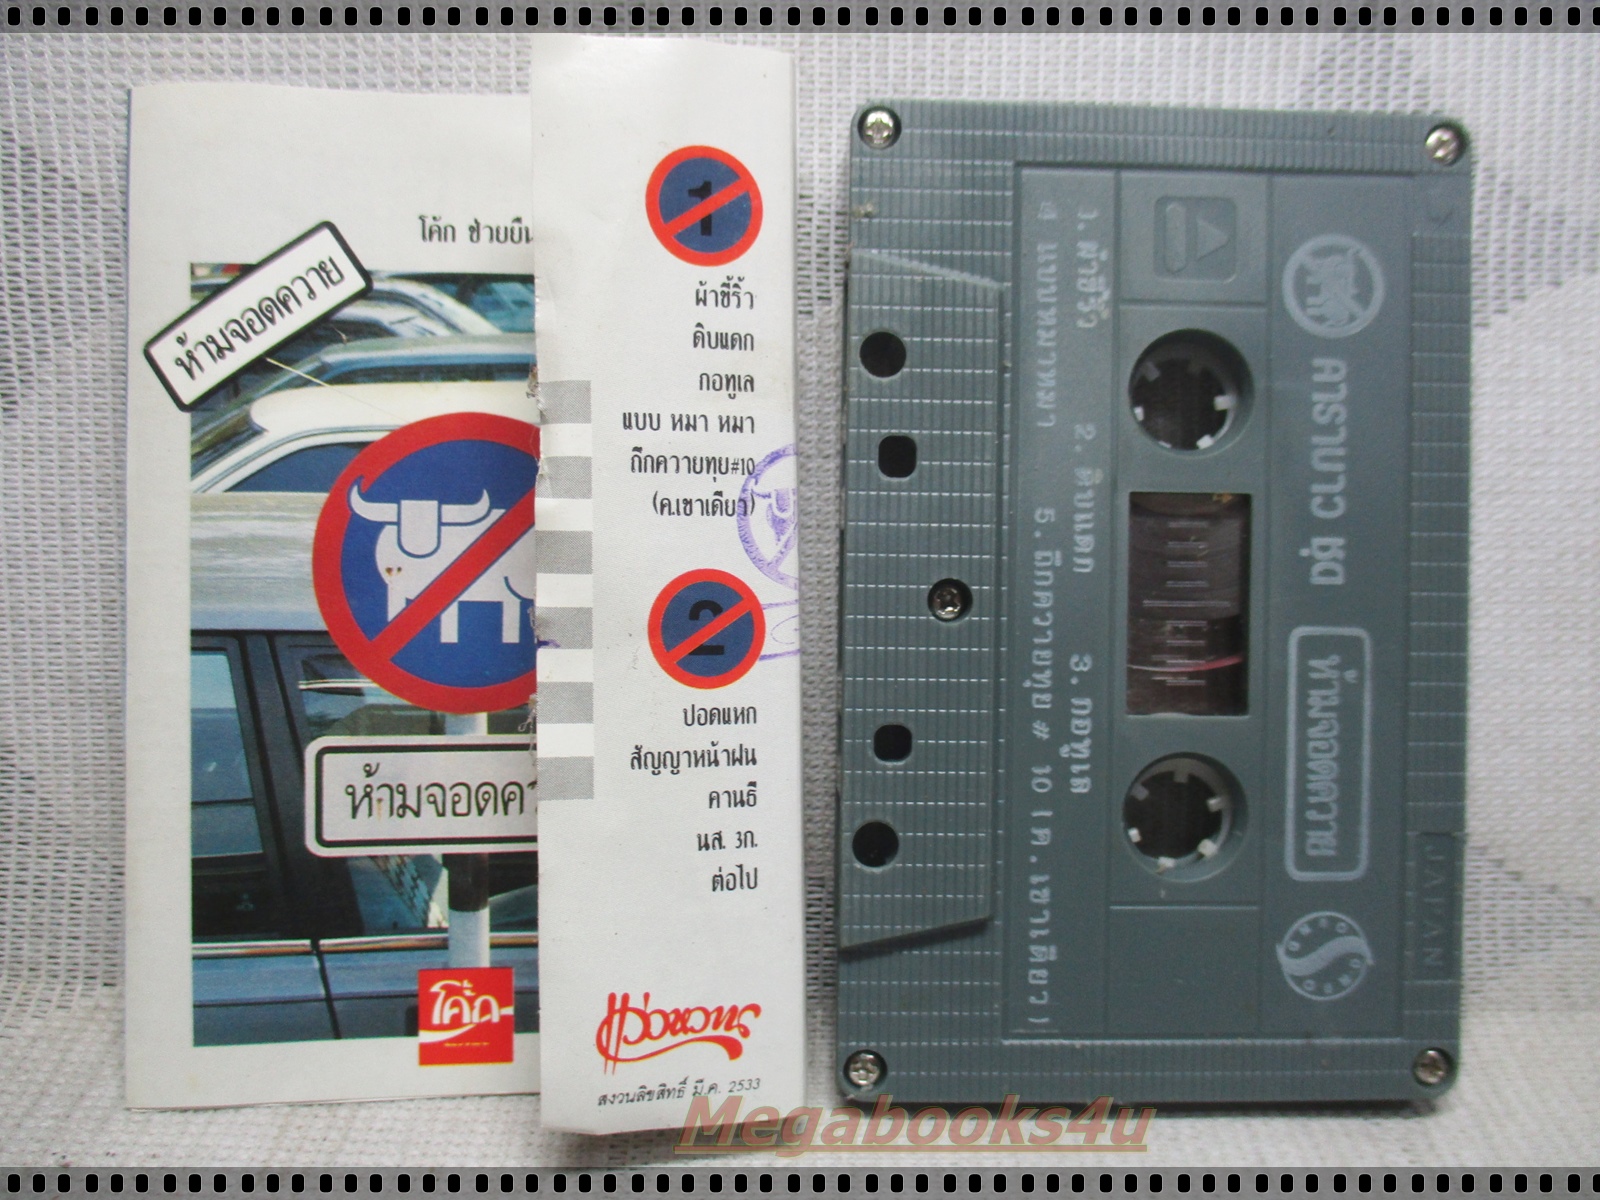 โค้ก ช่วยยืน
ห้ามจอดควาย
ห้ามจอดคว
โค้ก
1
ผ้าขี้ริ้ว
ดิบแดก
กอทูเล
แบบ หมา หมา
ถึกควายทุย#10
(ค.เขาเดียว)
2
ปอดแหก
สัญญาหน้าฝน
คานธี
นส. 3ก.
ต่อไป
แว่วหวาน
สงวนลิขสิทธิ์ มี.ค. 2533
คาราบาว ชุด
ห้ามจอดควาย
1. ผ้าขี้ริ้ว 2. ดิบแดก 3. กอทูเล
4 แบบหมาหมา 5. ถึกควายทุย # 10 (ค.เขาเดียว)
JAPAN
Megabooks4u